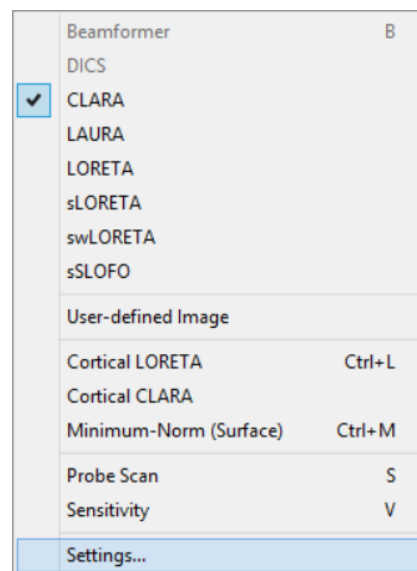 Beamformer B
DICS
CLARA
LAURA
LORETA
sLORETA
swLORETA
sSLOFO
User-defined Image
Cortical LORETA Ctrl+L
Cortical CLARA
Minimum-Norm (Surface) Ctrl+M
Probe Scan S
Sensitivity V
Settings...